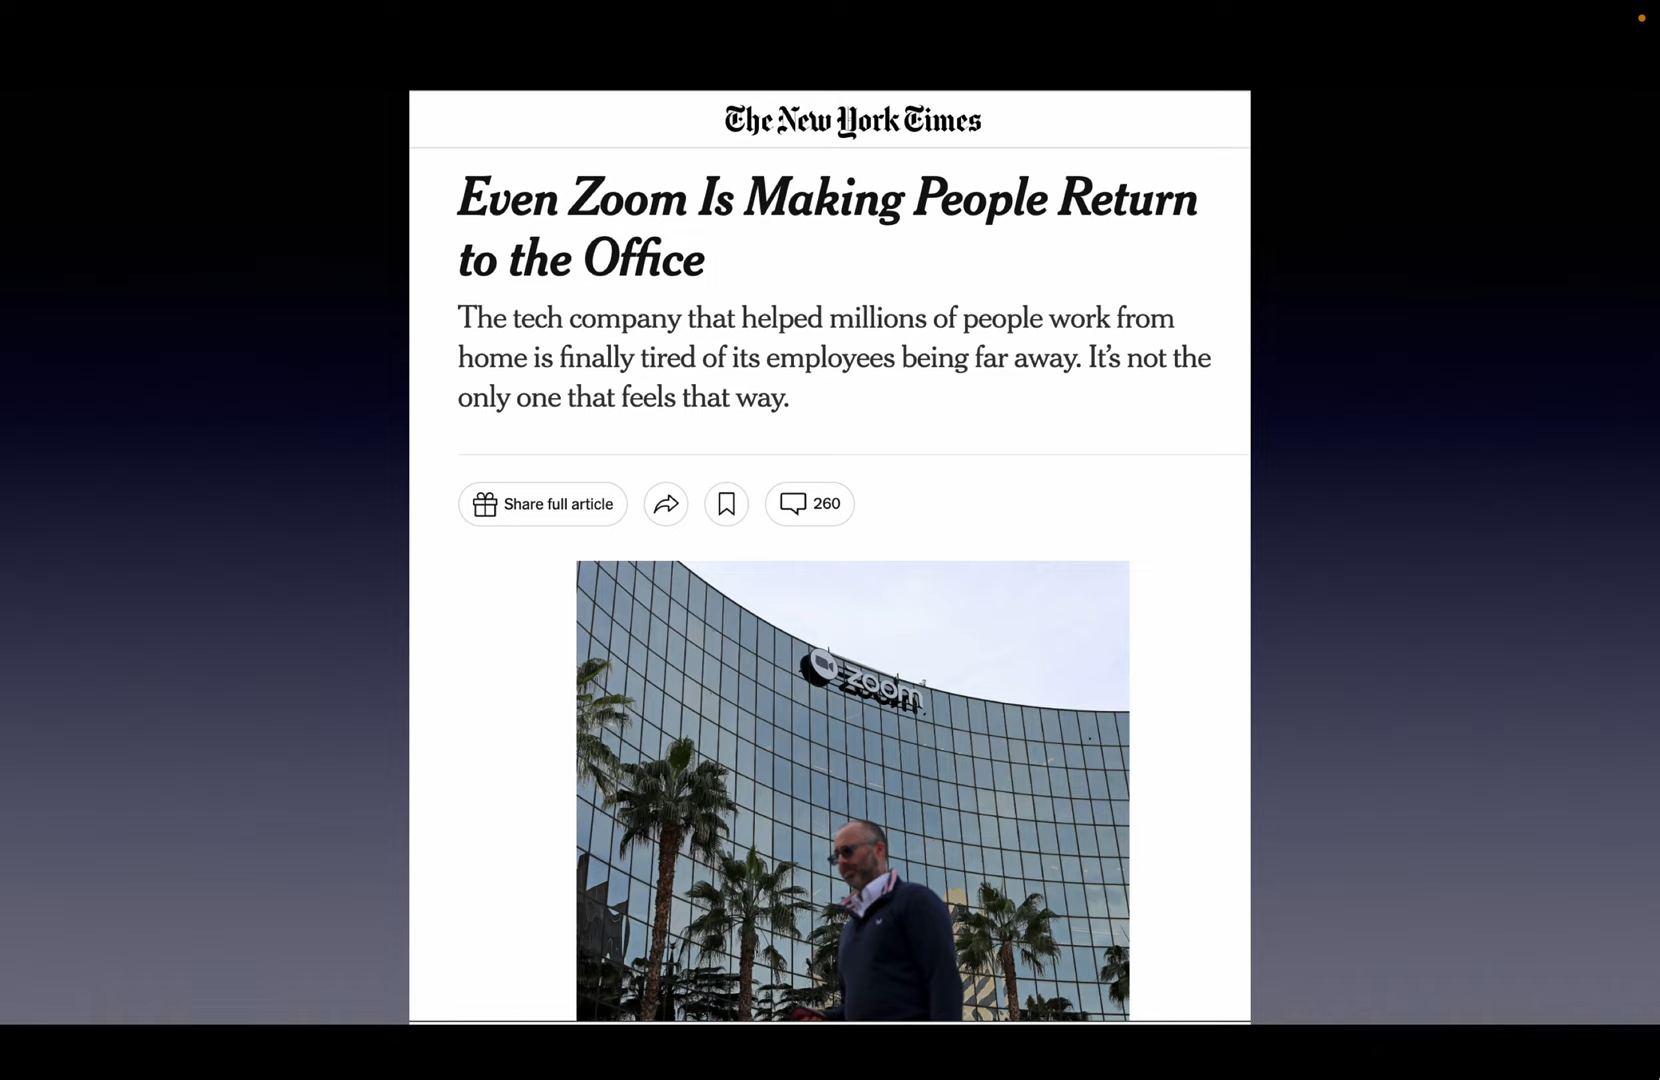 The New York Times
Even Zoom Is Making People Return
to the Office
The tech company that helped millions of people work from
home is finally tired of its employees being far away. It’s not the
only one that feels that way.
Share full article
260
zoom